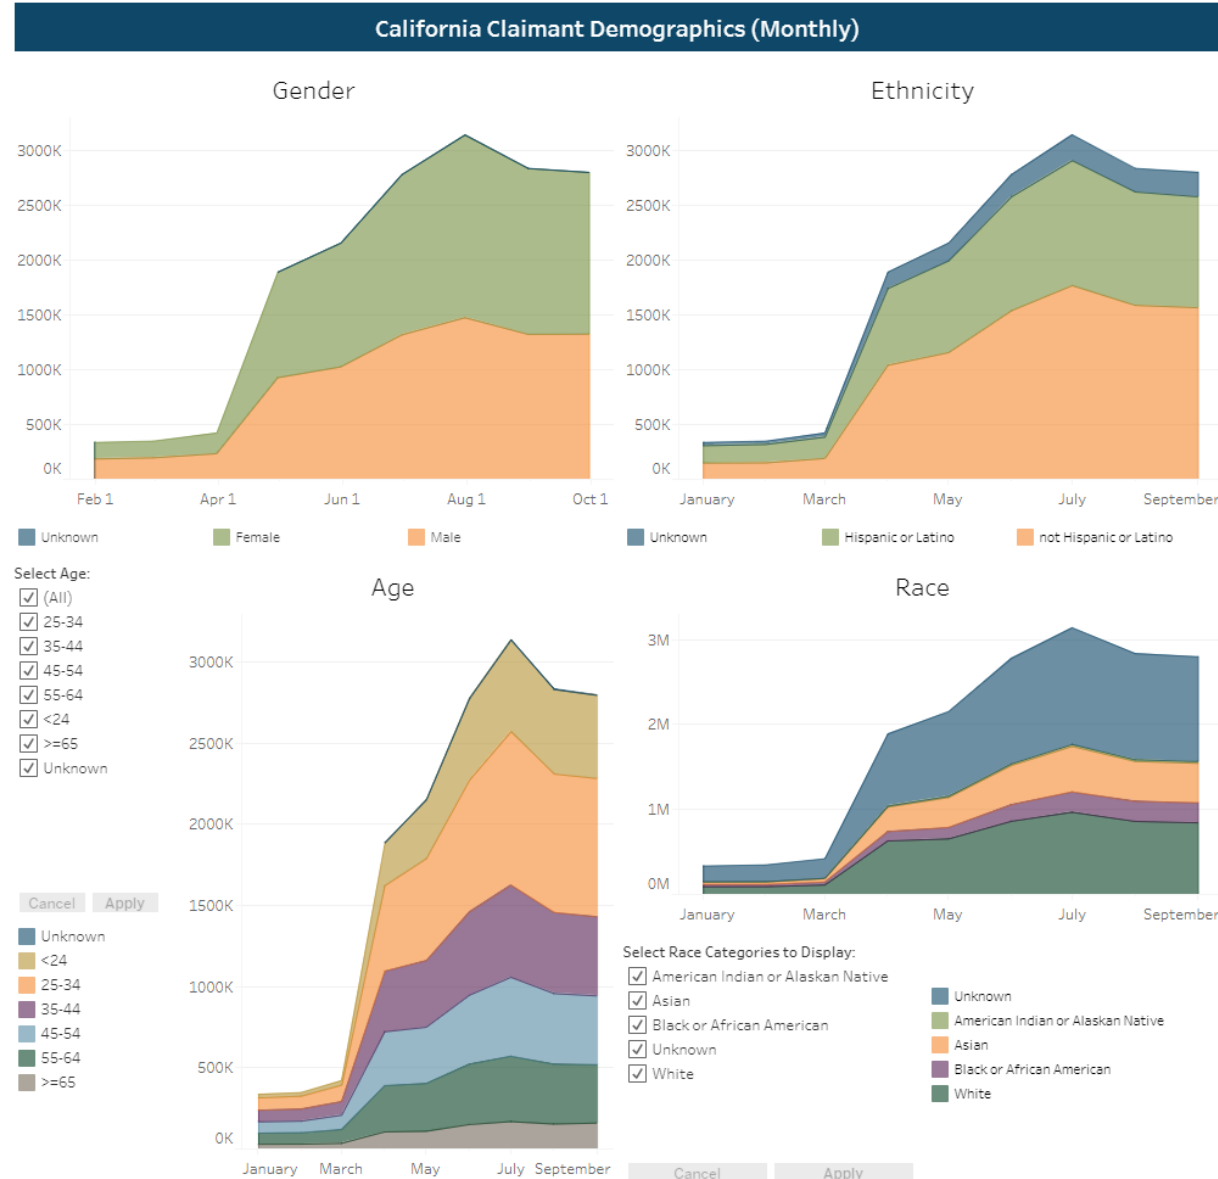 California Claimant Demographics (Monthly)
Gender
3000K
2500K
2000K
1500K
1000K
500K
0K
Feb 1 Apr 1 Jun 1 Aug 1 Oct 1
Unknown Female Male
Ethnicity
3000K
2500K
2000K
1500K
1000K
500K
0K
January March May July September
Unknown Hispanic or Latino not Hispanic or Latino
Select Age:
(All)
25-34
35-44
45-54
55-64
<24
>=65
Unknown
Cancel Apply
Unknown
<24
25-34
35-44
45-54
55-64
>=65
Age
3000K
2500K
2000K
1500K
1000K
500K
0K
January March May July September
Race
3M
2M
1M
0M
January March May July September
Select Race Categories to Display:
American Indian or Alaskan Native
Asian
Black or African American
Unknown
White
Unknown
American Indian or Alaskan Native
Asian
Black or African American
White
Cancel Apply